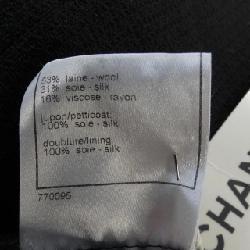 53% laine - wool
31% soie - silk
16% viscose - rayon
jupon/petticoat:
100% soie - silk
doublure/lining
100% soie - silk
770095
CHAN